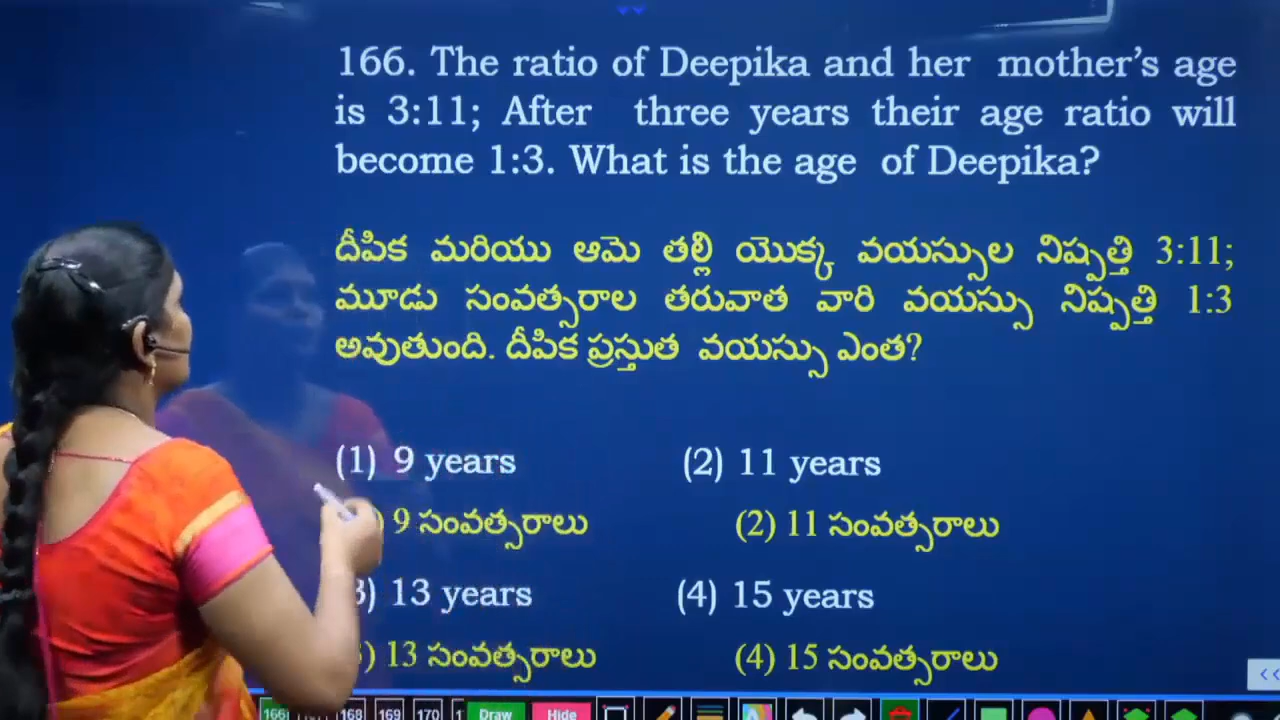 166. The ratio of Deepika and her mother's age
is 3:11; After three years their age ratio will
become 1:3. What is the age of Deepika?
దీపిక మరియు ఆమె తల్లి యొక్క వయస్సుల నిష్పత్తి 3:11;
మూడు సంవత్సరాల తరువాత వారి వయస్సు నిష్పత్తి 1:3
అవుతుంది. దీపిక ప్రస్తుత వయస్సు ఎంత?
(1) 9 years (2) 11 years
) 9 సంవత్సరాలు (2) 11 సంవత్సరాలు
3) 13 years (4) 15 years
) 13 సంవత్సరాలు (4) 15 సంవత్సరాలు
166 168 169 170 Draw Hide